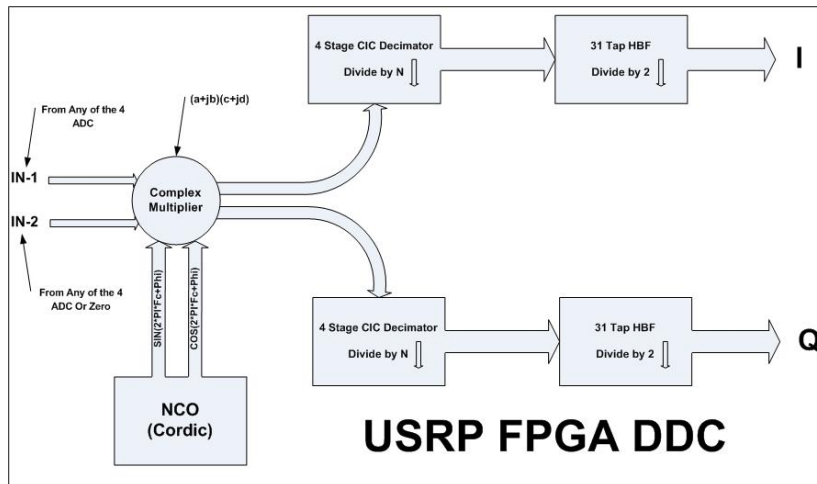 4 Stage CIC Decimator
Divide by N
31 Tap HBF
Divide by 2
I
(a+jb)(c+jd)
From Any of the 4
ADC
IN-1
Complex
Multiplier
IN-2
From Any of the 4
ADC Or Zero
SIN(2*PI*Fc+Phi)
COS(2*PI*Fc+Phi)
4 Stage CIC Decimator
Divide by N
31 Tap HBF
Divide by 2
Q
NCO
(Cordic)
USRP FPGA DDC